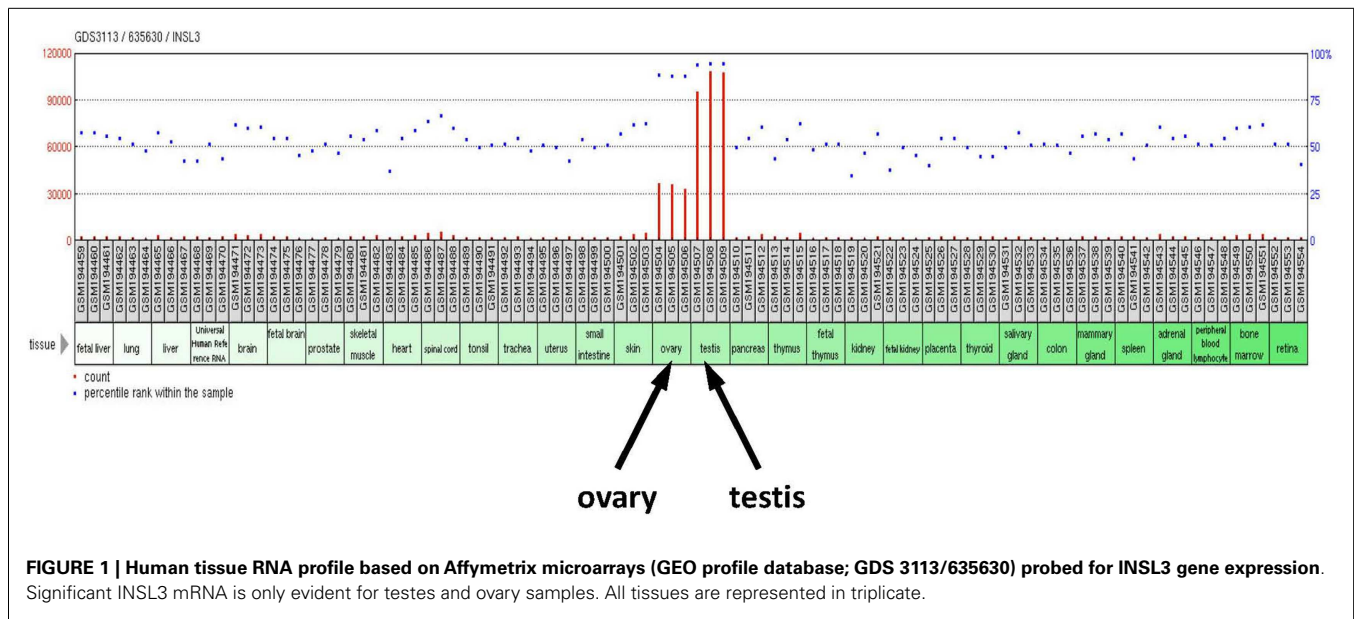 GDS3113 / 635630 / INSL3
120000
90000
60000
30000
0
100%
75
50
25
0
GSM194459
GSM194460
GSM194461
GSM194462
GSM194463
GSM194464
GSM194465
GSM194466
GSM194467
GSM194468
GSM194469
GSM194470
GSM194471
GSM194472
GSM194473
GSM194474
GSM194475
GSM194476
GSM194477
GSM194478
GSM194479
GSM194480
GSM194481
GSM194482
GSM194483
GSM194484
GSM194485
GSM194486
GSM194487
GSM194488
GSM194489
GSM194490
GSM194491
GSM194492
GSM194493
GSM194494
GSM194495
GSM194496
GSM194497
GSM194498
GSM194499
GSM194500
GSM194501
GSM194502
GSM194503
GSM194504
GSM194505
GSM194506
GSM194507
GSM194508
GSM194509
GSM194510
GSM194511
GSM194512
GSM194513
GSM194514
GSM194515
GSM194516
GSM194517
GSM194518
GSM194519
GSM194520
GSM194521
GSM194522
GSM194523
GSM194524
GSM194525
GSM194526
GSM194527
GSM194528
GSM194529
GSM194530
GSM194531
GSM194532
GSM194533
GSM194534
GSM194535
GSM194536
GSM194537
GSM194538
GSM194539
GSM194540
GSM194541
GSM194542
GSM194543
GSM194544
GSM194545
GSM194546
GSM194547
GSM194548
GSM194549
GSM194550
GSM194551
GSM194552
GSM194553
GSM194554
tissue
fetal liver
lung
liver
Universal
Human Refe
rence RNA
brain
fetal brain
prostate
skeletal
muscle
heart
spinal cord
tonsil
trachea
uterus
small
intestine
skin
ovary
testis
pancreas
thymus
fetal
thymus
kidney
fetal kidney
placenta
thyroid
salivary
gland
colon
mammary
gland
spleen
adrenal
gland
peripheral
blood
lymphocyte
bone
marrow
retina
count
percentile rank within the sample
ovary
testis
FIGURE 1 | Human tissue RNA profile based on Affymetrix microarrays (GEO profile database; GDS 3113/635630) probed for INSL3 gene expression.
Significant INSL3 mRNA is only evident for testes and ovary samples. All tissues are represented in triplicate.